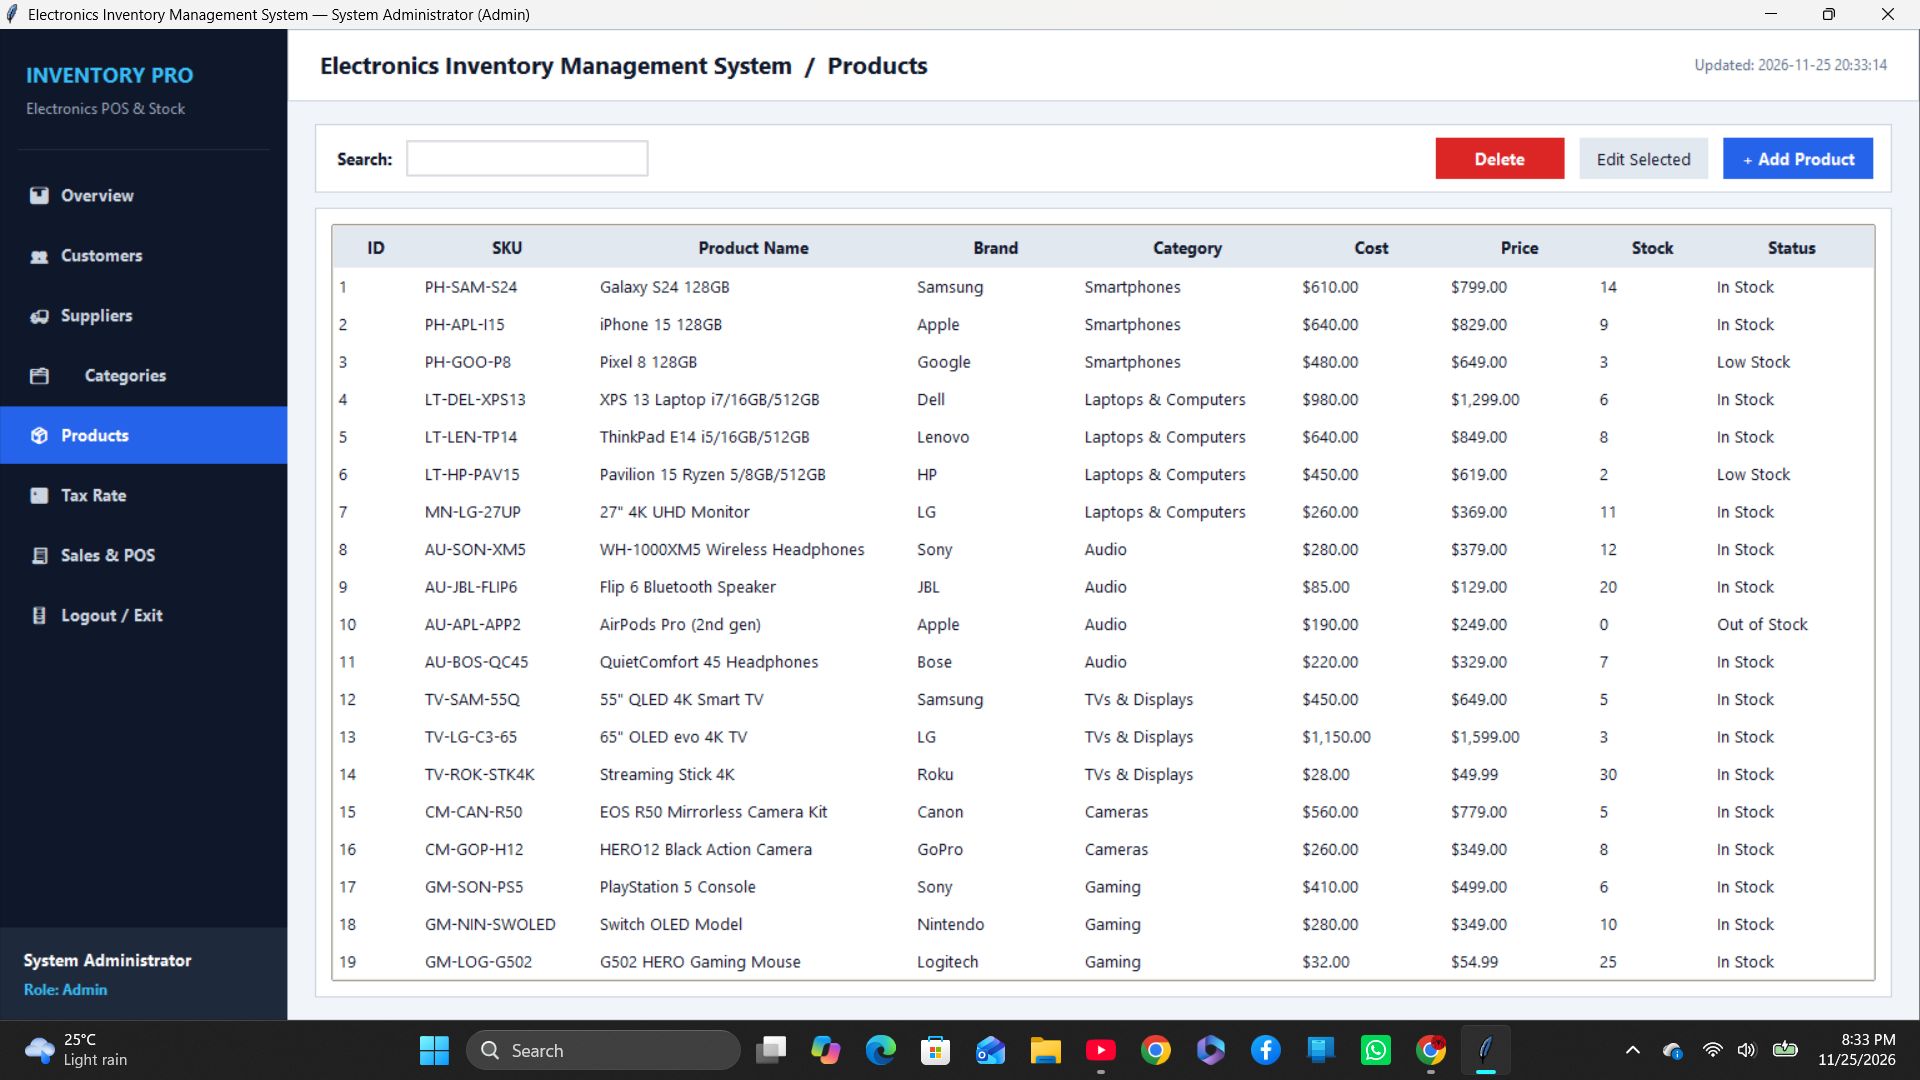 Electronics Inventory Management System — System Administrator (Admin)
INVENTORY PRO
Electronics POS & Stock
Overview
Customers
Suppliers
Categories
Products
Tax Rate
Sales & POS
Logout / Exit
System Administrator
Role: Admin
Electronics Inventory Management System / Products
Updated: 2026-11-25 20:33:14
Search:
Delete
Edit Selected
+ Add Product
ID SKU Product Name Brand Category Cost Price Stock Status
1 PH-SAM-S24 Galaxy S24 128GB Samsung Smartphones $610.00 $799.00 14 In Stock
2 PH-APL-I15 iPhone 15 128GB Apple Smartphones $640.00 $829.00 9 In Stock
3 PH-GOO-P8 Pixel 8 128GB Google Smartphones $480.00 $649.00 3 Low Stock
4 LT-DEL-XPS13 XPS 13 Laptop i7/16GB/512GB Dell Laptops & Computers $980.00 $1,299.00 6 In Stock
5 LT-LEN-TP14 ThinkPad E14 i5/16GB/512GB Lenovo Laptops & Computers $640.00 $849.00 8 In Stock
6 LT-HP-PAV15 Pavilion 15 Ryzen 5/8GB/512GB HP Laptops & Computers $450.00 $619.00 2 Low Stock
7 MN-LG-27UP 27" 4K UHD Monitor LG Laptops & Computers $260.00 $369.00 11 In Stock
8 AU-SON-XM5 WH-1000XM5 Wireless Headphones Sony Audio $280.00 $379.00 12 In Stock
9 AU-JBL-FLIP6 Flip 6 Bluetooth Speaker JBL Audio $85.00 $129.00 20 In Stock
10 AU-APL-APP2 AirPods Pro (2nd gen) Apple Audio $190.00 $249.00 0 Out of Stock
11 AU-BOS-QC45 QuietComfort 45 Headphones Bose Audio $220.00 $329.00 7 In Stock
12 TV-SAM-55Q 55" QLED 4K Smart TV Samsung TVs & Displays $450.00 $649.00 5 In Stock
13 TV-LG-C3-65 65" OLED evo 4K TV LG TVs & Displays $1,150.00 $1,599.00 3 In Stock
14 TV-ROK-STK4K Streaming Stick 4K Roku TVs & Displays $28.00 $49.99 30 In Stock
15 CM-CAN-R50 EOS R50 Mirrorless Camera Kit Canon Cameras $560.00 $779.00 5 In Stock
16 CM-GOP-H12 HERO12 Black Action Camera GoPro Cameras $260.00 $349.00 8 In Stock
17 GM-SON-PS5 PlayStation 5 Console Sony Gaming $410.00 $499.00 6 In Stock
18 GM-NIN-SWOLED Switch OLED Model Nintendo Gaming $280.00 $349.00 10 In Stock
19 GM-LOG-G502 G502 HERO Gaming Mouse Logitech Gaming $32.00 $54.99 25 In Stock
25°C
Light rain
Search
8:33 PM
11/25/2026